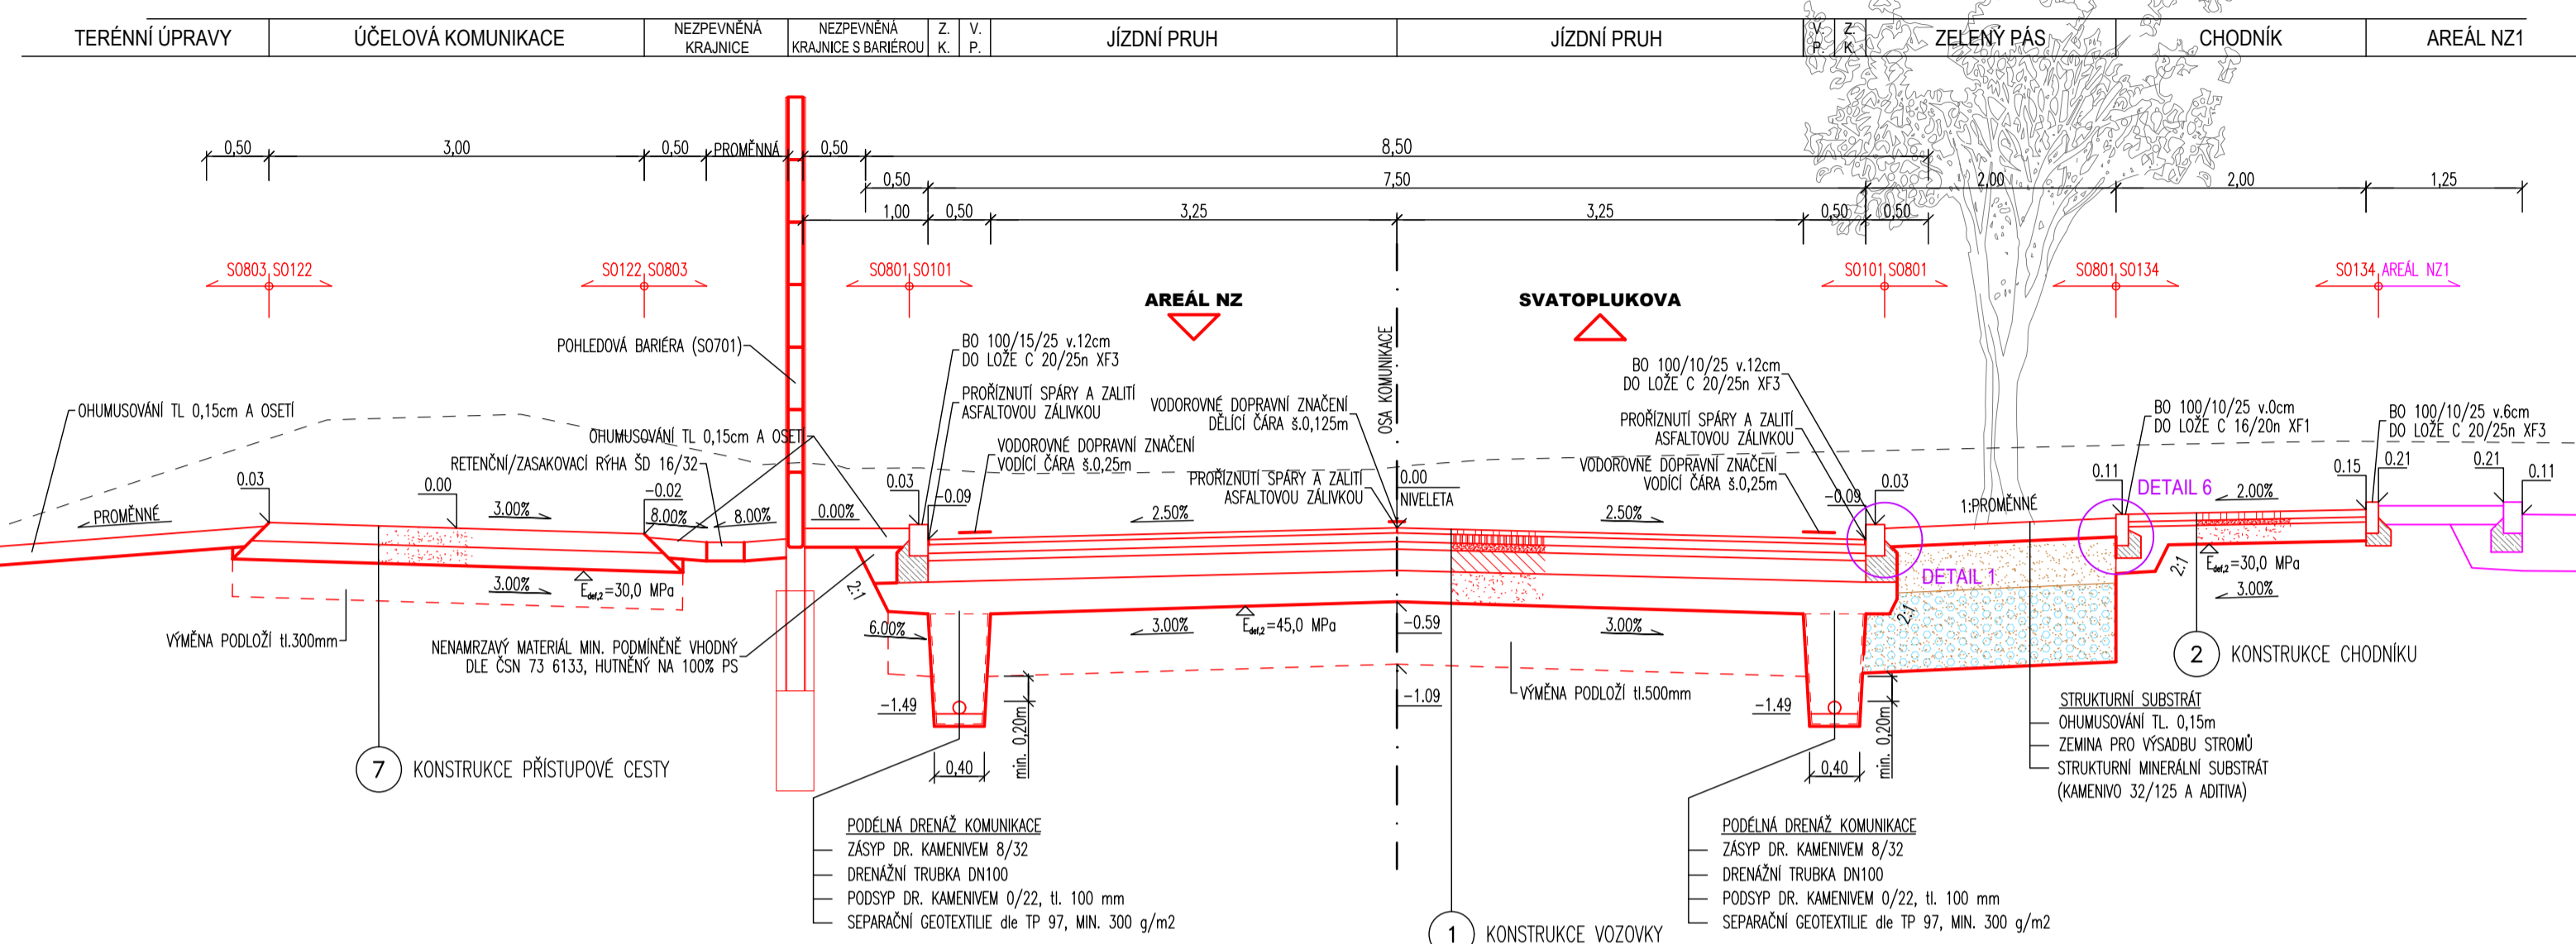 TERÉNNÍ ÚPRAVY
ÚČELOVÁ KOMUNIKACE
NEZPEVNĚNÁ
KRAJNICE
NEZPEVNĚNÁ
KRAJNICE S BARIÉROU
Z.
K.
V.
P.
JÍZDNÍ PRUH
JÍZDNÍ PRUH
V.
P.
Z.
K.
ZELENÝ PÁS
CHODNÍK
AREÁL NZ1
0,50
3,00
0,50
PROMĚNNÁ
0,50
8,50
0,50
7,50
2,00
2,00
1,25
1,00
0,50
3,25
3,25
0,50
0,50
SO803
SO122
SO122
SO803
SO801
SO101
SO101
SO801
SO801
SO134
SO134
AREÁL NZ1
AREÁL NZ
SVATOPLUKOVA
OSA KOMUNIKACE
POHLEDOVÁ BARIÉRA (SO701)
BO 100/15/25 v.12cm
DO LOŽE C 20/25n XF3
PROŘÍZNUTÍ SPÁRY A ZALITÍ
ASFALTOVOU ZÁLIVKOU
VODOROVNÉ DOPRAVNÍ ZNAČENÍ
VODÍCÍ ČÁRA š.0,25m
VODOROVNÉ DOPRAVNÍ ZNAČENÍ
DĚLÍCÍ ČÁRA š.0,125m
PROŘÍZNUTÍ SPÁRY A ZALITÍ
ASFALTOVOU ZÁLIVKOU
BO 100/10/25 v.12cm
DO LOŽE C 20/25n XF3
PROŘÍZNUTÍ SPÁRY A ZALITÍ
ASFALTOVOU ZÁLIVKOU
VODOROVNÉ DOPRAVNÍ ZNAČENÍ
VODÍCÍ ČÁRA š.0,25m
BO 100/10/25 v.0cm
DO LOŽE C 16/20n XF1
BO 100/10/25 v.6cm
DO LOŽE C 20/25n XF3
OHUMUSOVÁNÍ TL 0,15cm A OSETÍ
OHUMUSOVÁNÍ TL 0,15cm A OSETÍ
RETENČNÍ/ZASAKOVACÍ RÝHA ŠD 16/32
0.03
0.00
-0.02
0.03
-0.09
0.00
NIVELETA
-0.09
0.03
0.11
0.15
0.21
0.21
0.11
PROMĚNNÉ
3.00%
8.00%
8.00%
0.00%
2.50%
2.50%
1:PROMĚNNÉ
2.00%
DETAIL 6
DETAIL 1
3.00%
Edef,2=30,0 MPa
2:1
6.00%
3.00%
Edef,2=45,0 MPa
-0.59
3.00%
2:1
2:1
Edef,2=30,0 MPa
3.00%
VÝMĚNA PODLOŽÍ tl.300mm
NENAMRZAVÝ MATERIÁL MIN. PODMÍNĚNĚ VHODNÝ
DLE ČSN 73 6133, HUTNĚNÝ NA 100% PS
-1.49
min. 0,20m
-1.09
VÝMĚNA PODLOŽÍ tl.500mm
-1.49
min. 0,20m
0,40
0,40
7
KONSTRUKCE PŘÍSTUPOVÉ CESTY
2
KONSTRUKCE CHODNÍKU
STRUKTURNÍ SUBSTRÁT
OHUMUSOVÁNÍ TL. 0,15m
ZEMINA PRO VÝSADBU STROMŮ
STRUKTURNÍ MINERÁLNÍ SUBSTRÁT
(KAMENIVO 32/125 A ADITIVA)
PODÉLNÁ DRENÁŽ KOMUNIKACE
ZÁSYP DR. KAMENIVEM 8/32
DRENÁŽNÍ TRUBKA DN100
PODSYP DR. KAMENIVEM 0/22, tl. 100 mm
SEPARAČNÍ GEOTEXTILIE dle TP 97, MIN. 300 g/m2
PODÉLNÁ DRENÁŽ KOMUNIKACE
ZÁSYP DR. KAMENIVEM 8/32
DRENÁŽNÍ TRUBKA DN100
PODSYP DR. KAMENIVEM 0/22, tl. 100 mm
SEPARAČNÍ GEOTEXTILIE dle TP 97, MIN. 300 g/m2
1
KONSTRUKCE VOZOVKY